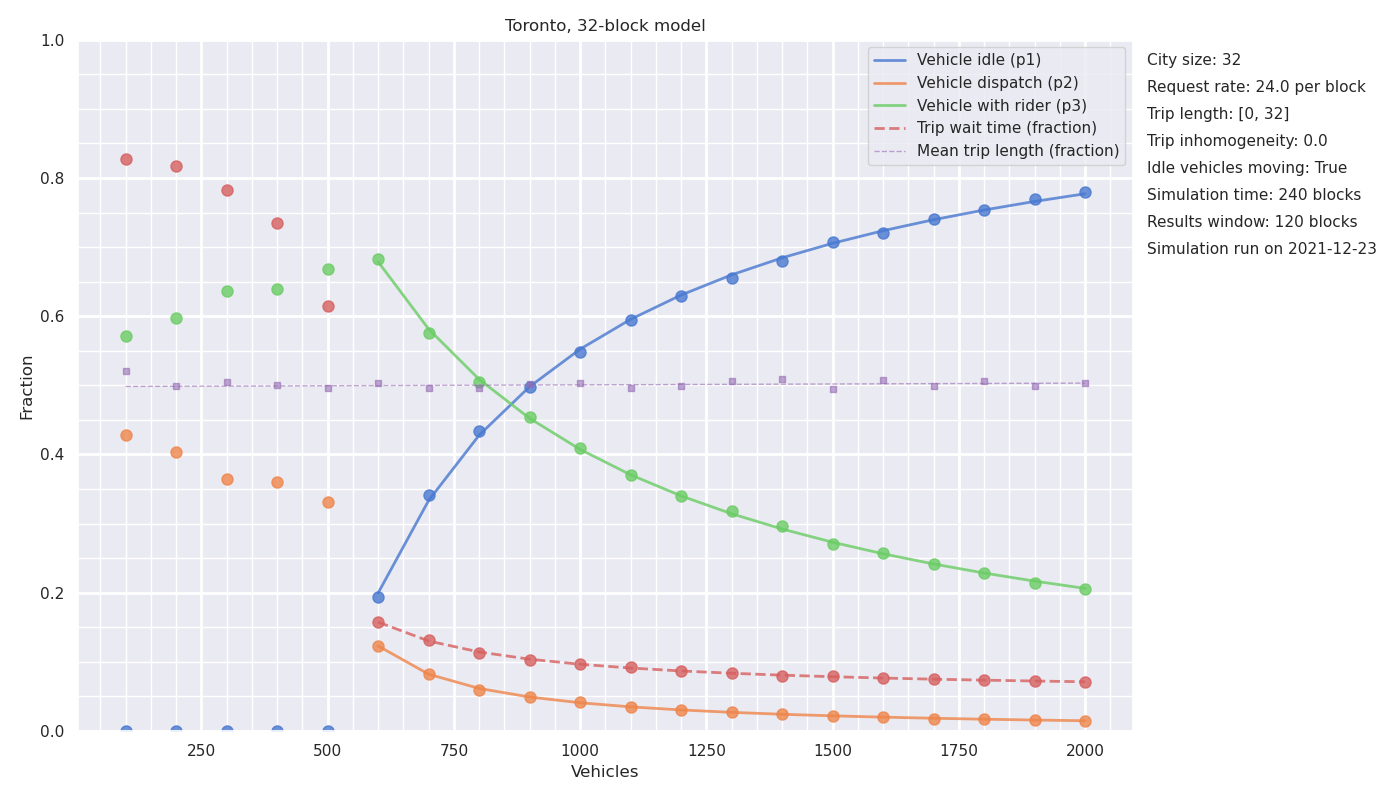 Toronto, 32-block model
1.0
0.8
0.6
0.4
0.2
0.0
Fraction
250
500
750
1000
1250
1500
1750
2000
Vehicles
Vehicle idle (p1)
Vehicle dispatch (p2)
Vehicle with rider (p3)
Trip wait time (fraction)
Mean trip length (fraction)
City size: 32
Request rate: 24.0 per block
Trip length: [0, 32]
Trip inhomogeneity: 0.0
Idle vehicles moving: True
Simulation time: 240 blocks
Results window: 120 blocks
Simulation run on 2021-12-23